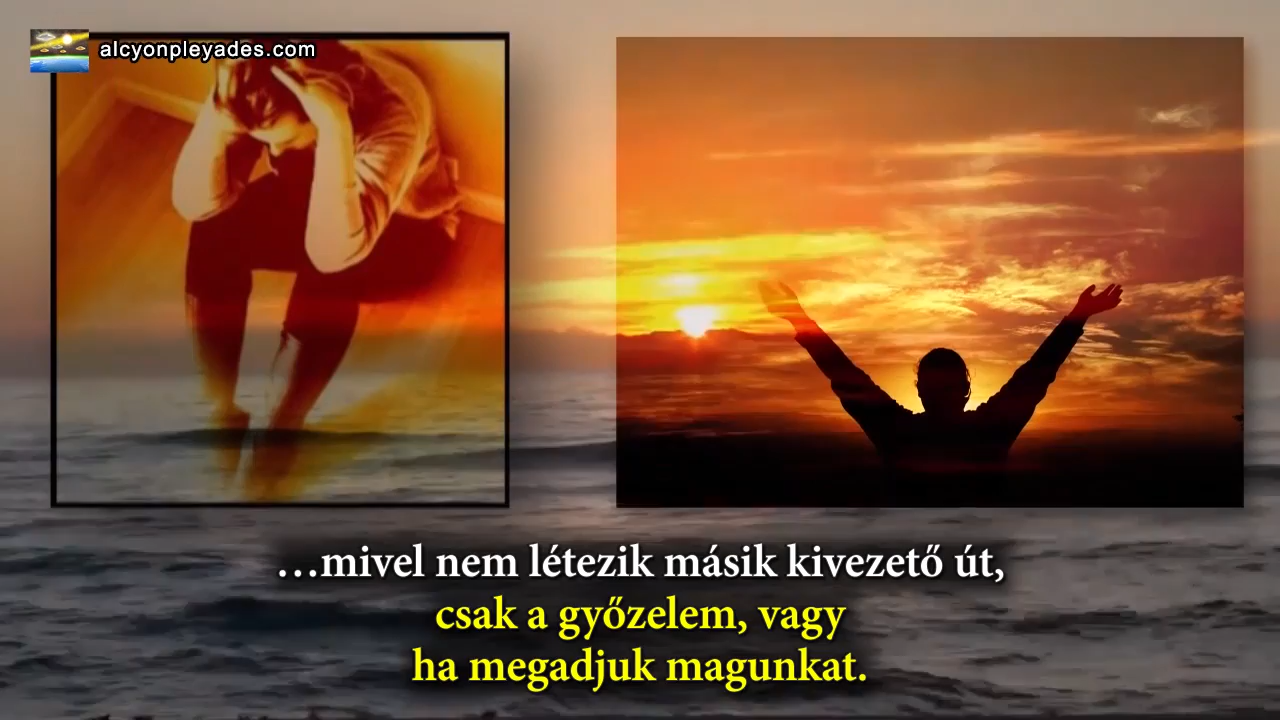 alcyonpleyades.com
…mivel nem létezik másik kivezető út,
csak a győzelem, vagy
ha megadjuk magunkat.